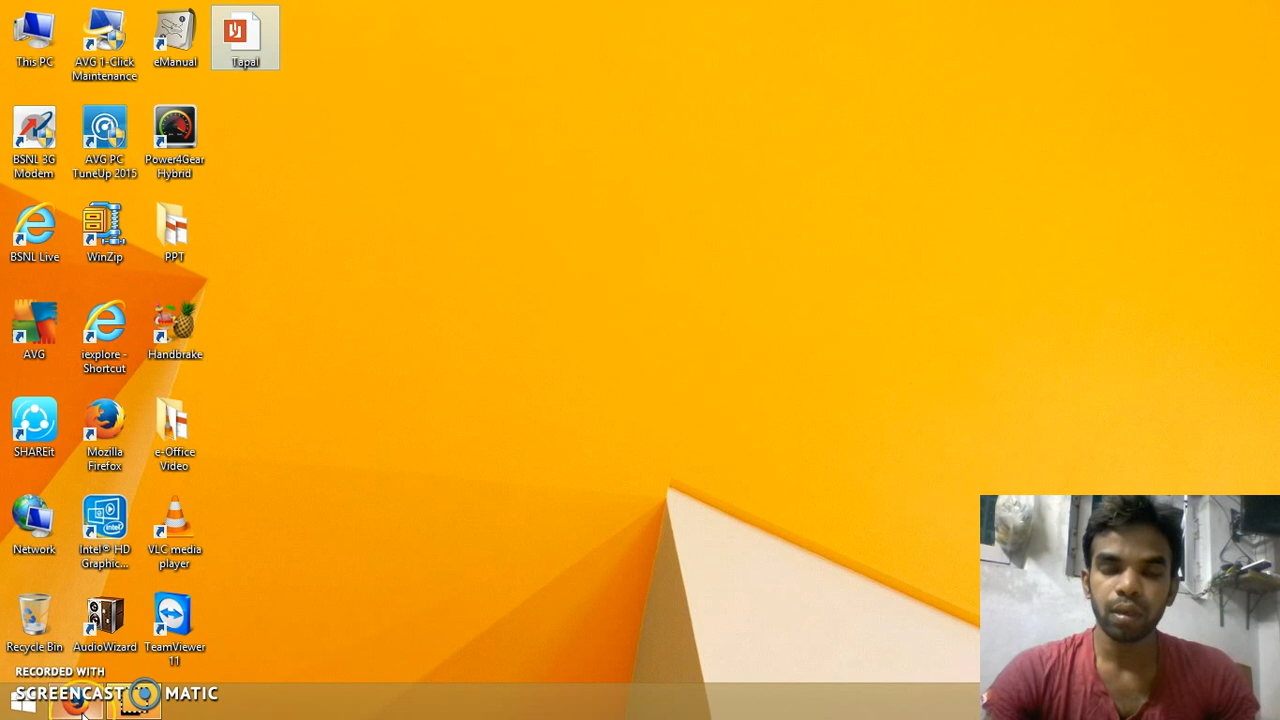 This PC
AVG 1-Click
Maintenance
eManual
Tapal
BSNL 3G
Modem
AVG PC
TuneUp 2015
Power4Gear
Hybrid
BSNL Live
WinZip
PPT
AVG
iexplore -
Shortcut
Handbrake
SHAREit
Mozilla
Firefox
e-Office
Video
Network
Intel® HD
Graphic...
VLC media
player
Recycle Bin
AudioWizard
TeamViewer
11
RECORDED WITH
SCREENCAST MATIC